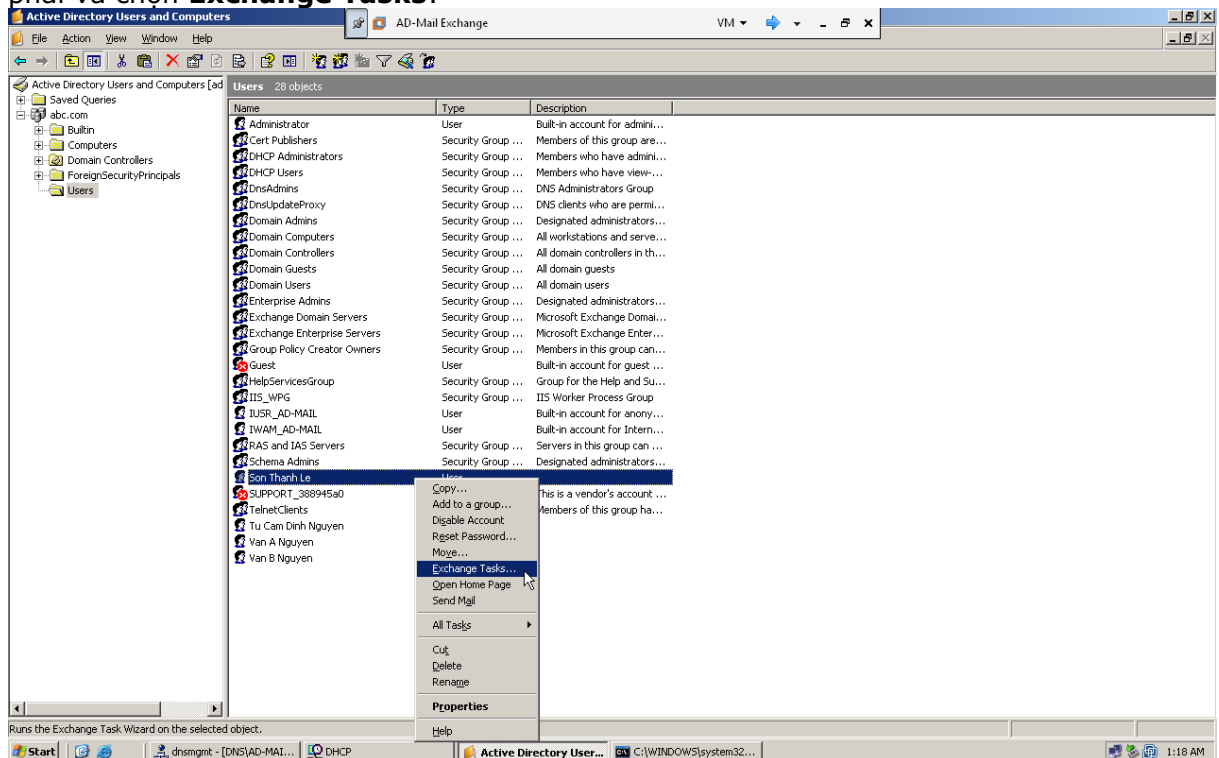 phải và chọn Exchange Tasks.
Active Directory Users and Computers
AD-Mail Exchange
VM
File Action View Window Help
Active Directory Users and Computers [ad
Saved Queries
abc.com
Builtin
Computers
Domain Controllers
ForeignSecurityPrincipals
Users
Users 28 objects
Name Type Description
Administrator User Built-in account for admini...
Cert Publishers Security Group ... Members of this group are...
DHCP Administrators Security Group ... Members who have admini...
DHCP Users Security Group ... Members who have view-...
DnsAdmins Security Group ... DNS Administrators Group
DnsUpdateProxy Security Group ... DNS clients who are permi...
Domain Admins Security Group ... Designated administrators...
Domain Computers Security Group ... All workstations and serve...
Domain Controllers Security Group ... All domain controllers in th...
Domain Guests Security Group ... All domain guests
Domain Users Security Group ... All domain users
Enterprise Admins Security Group ... Designated administrators...
Exchange Domain Servers Security Group ... Microsoft Exchange Domai...
Exchange Enterprise Servers Security Group ... Microsoft Exchange Enter...
Group Policy Creator Owners Security Group ... Members in this group can...
Guest User Built-in account for guest ...
HelpServicesGroup Security Group ... Group for the Help and Su...
IIS_WPG Security Group ... IIS Worker Process Group
IUSR_AD-MAIL User Built-in account for anony...
IWAM_AD-MAIL User Built-in account for Intern...
RAS and IAS Servers Security Group ... Servers in this group can ...
Schema Admins Security Group ... Designated administrators...
Son Thanh Le User
SUPPORT_388945a0 This is a vendor's account ...
TelnetClients Members of this group ha...
Tu Cam Dinh Nguyen
Van A Nguyen
Van B Nguyen
Copy...
Add to a group...
Disable Account
Reset Password...
Move...
Exchange Tasks...
Open Home Page
Send Mail
All Tasks
Cut
Delete
Rename
Properties
Help
Runs the Exchange Task Wizard on the selected object.
Start dnsmgmt - [DNS\AD-MAI... DHCP Active Directory User... C:\WINDOWS\system32... 1:18 AM